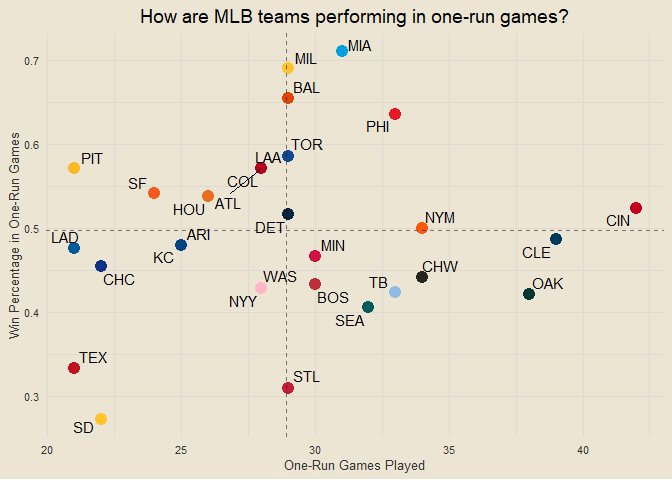 How are MLB teams performing in one-run games?
Win Percentage in One-Run Games
0.7
0.6
0.5
0.4
0.3
MIA
MIL
BAL
PHI
TOR
LAA
PIT
COL
SF
ATL
HOU
NYM
CIN
DET
LAD
ARI
KC
CLE
MIN
CHW
CHC
WAS
TB
OAK
NYY
BOS
SEA
TEX
STL
SD
20
25
30
35
40
One-Run Games Played